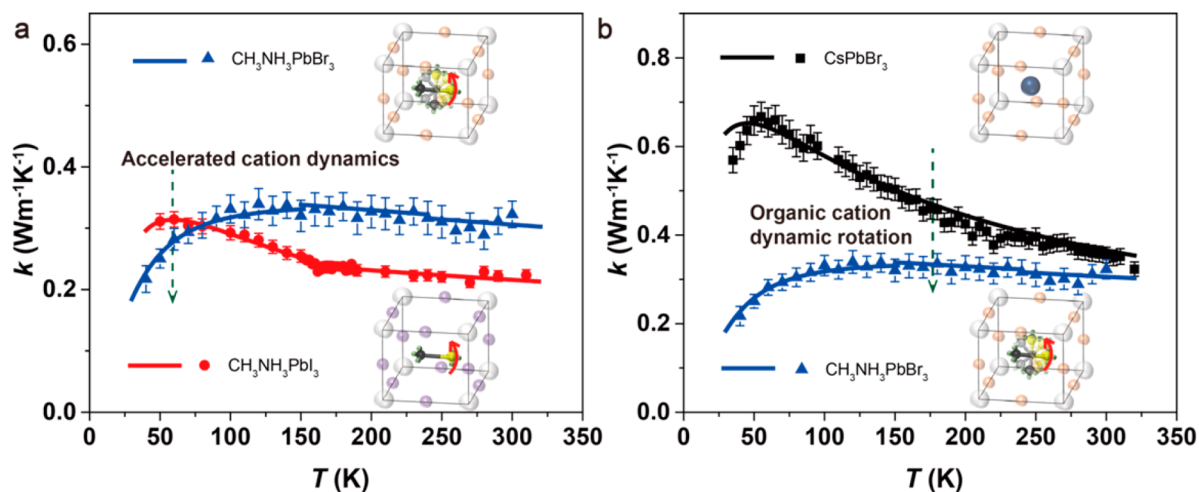 a
CH₃NH₃PbBr₃
Accelerated cation dynamics
CH₃NH₃PbI₃
k (Wm⁻¹K⁻¹)
0.6
0.4
0.2
0.0
0 50 100 150 200 250 300 350
T (K)
b
CsPbBr₃
Organic cation
dynamic rotation
CH₃NH₃PbBr₃
k (Wm⁻¹K⁻¹)
0.8
0.6
0.4
0.2
0.0
0 50 100 150 200 250 300 350
T (K)